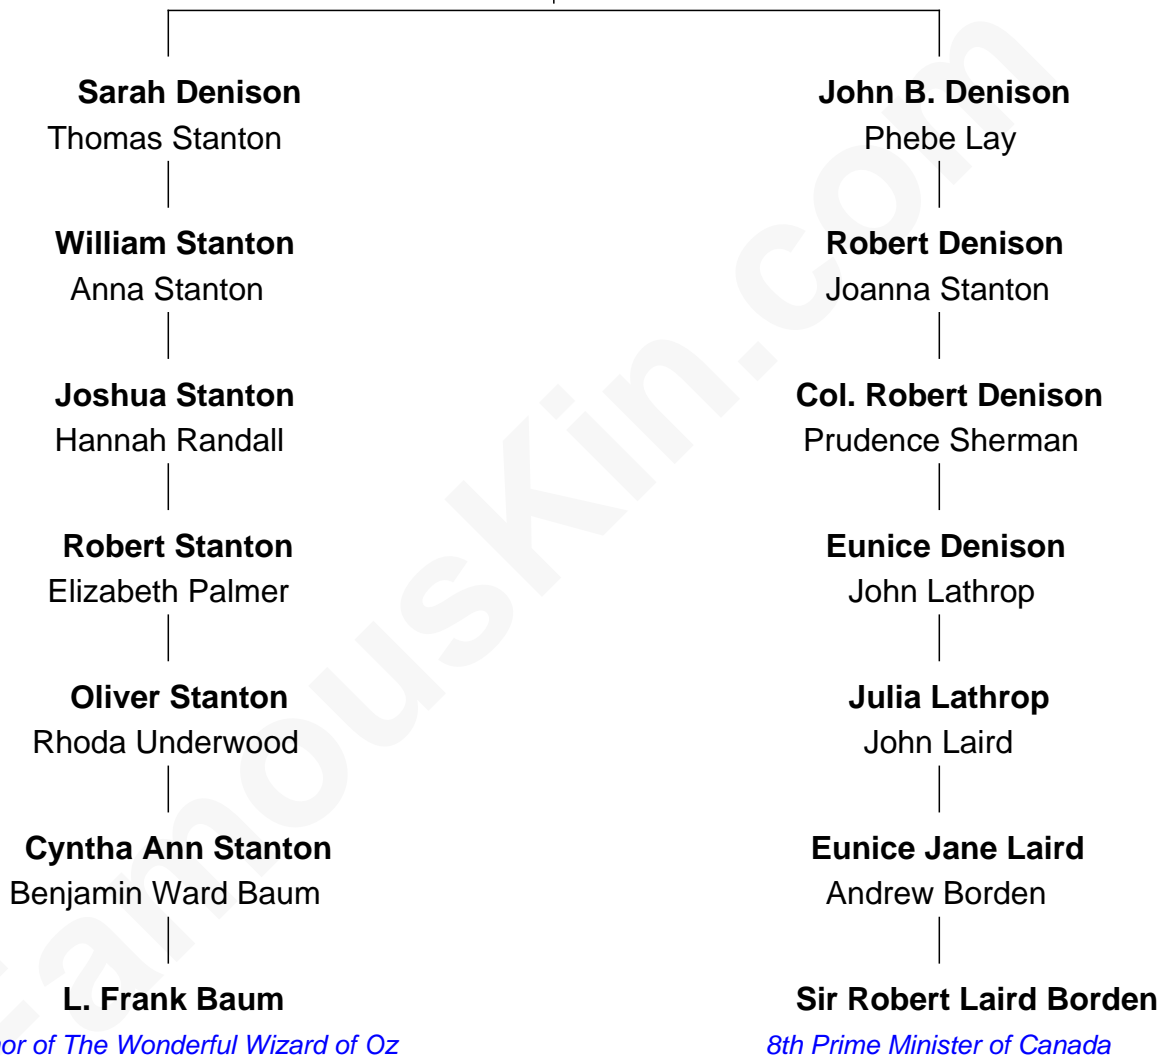 Sarah Denison
Thomas Stanton
William Stanton
Anna Stanton
Joshua Stanton
Hannah Randall
Robert Stanton
Elizabeth Palmer
Oliver Stanton
Rhoda Underwood
Cyntha Ann Stanton
Benjamin Ward Baum
L. Frank Baum
of The Wonderful Wizard of Oz
John B. Denison
Phebe Lay
Robert Denison
Joanna Stanton
Col. Robert Denison
Prudence Sherman
Eunice Denison
John Lathrop
Julia Lathrop
John Laird
Eunice Jane Laird
Andrew Borden
Sir Robert Laird Borden
8th Prime Minister of Canada
FamousKin.com